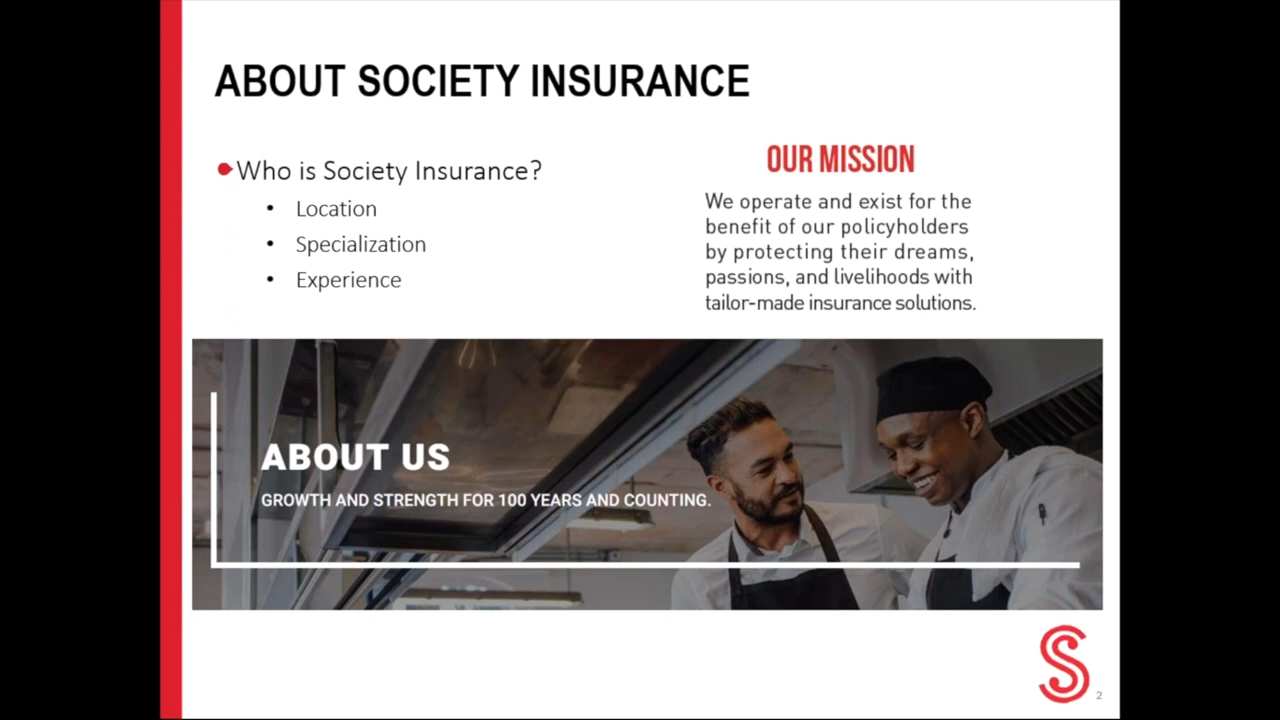 ABOUT SOCIETY INSURANCE
Who is Society Insurance?
• Location
• Specialization
• Experience
OUR MISSION
We operate and exist for the
benefit of our policyholders
by protecting their dreams,
passions, and livelihoods with
tailor-made insurance solutions.
ABOUT US
GROWTH AND STRENGTH FOR 100 YEARS AND COUNTING.
S
2